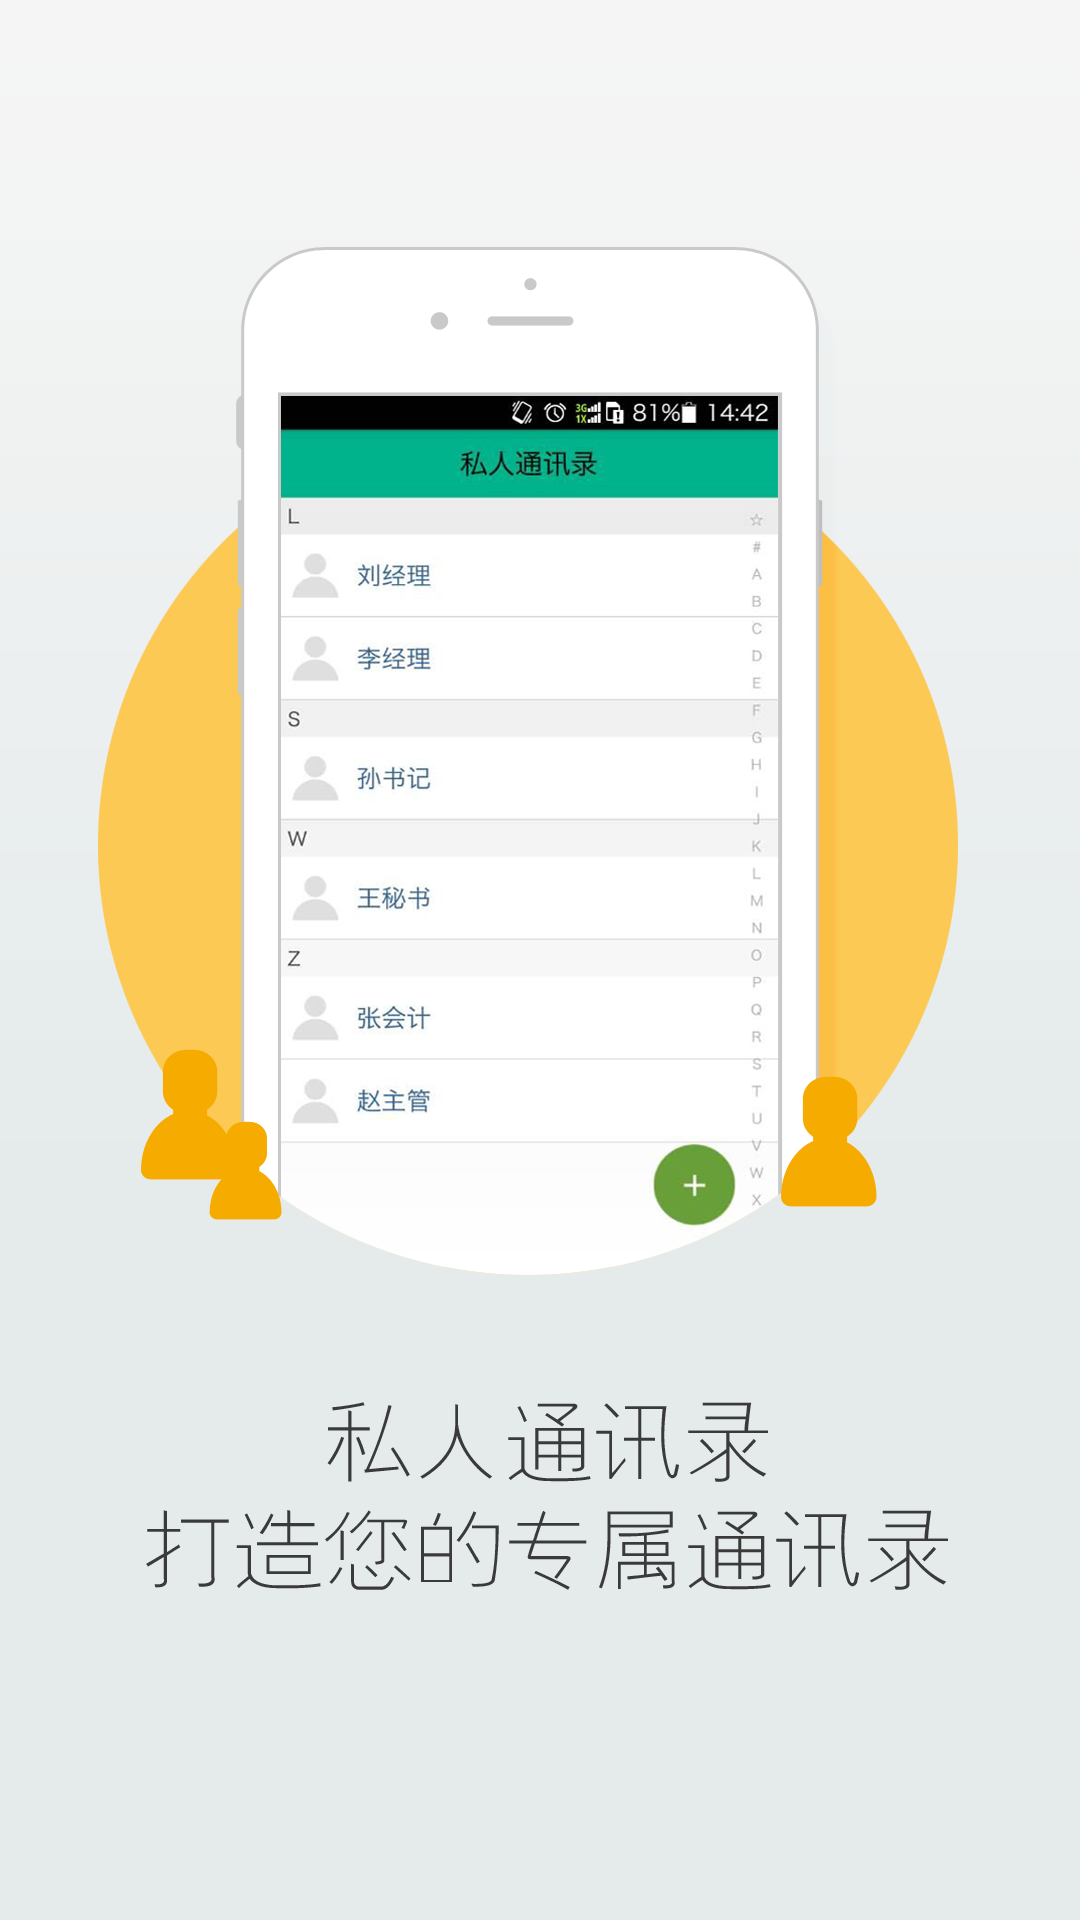 3G
1X
81% 14:42
私人通讯录
L
刘经理
李经理
S
孙书记
W
王秘书
Z
张会计
赵主管
☆
#
A
B
C
D
E
F
G
H
I
J
K
L
M
N
O
P
Q
R
S
T
U
V
W
X
+
私人通讯录
打造您的专属通讯录